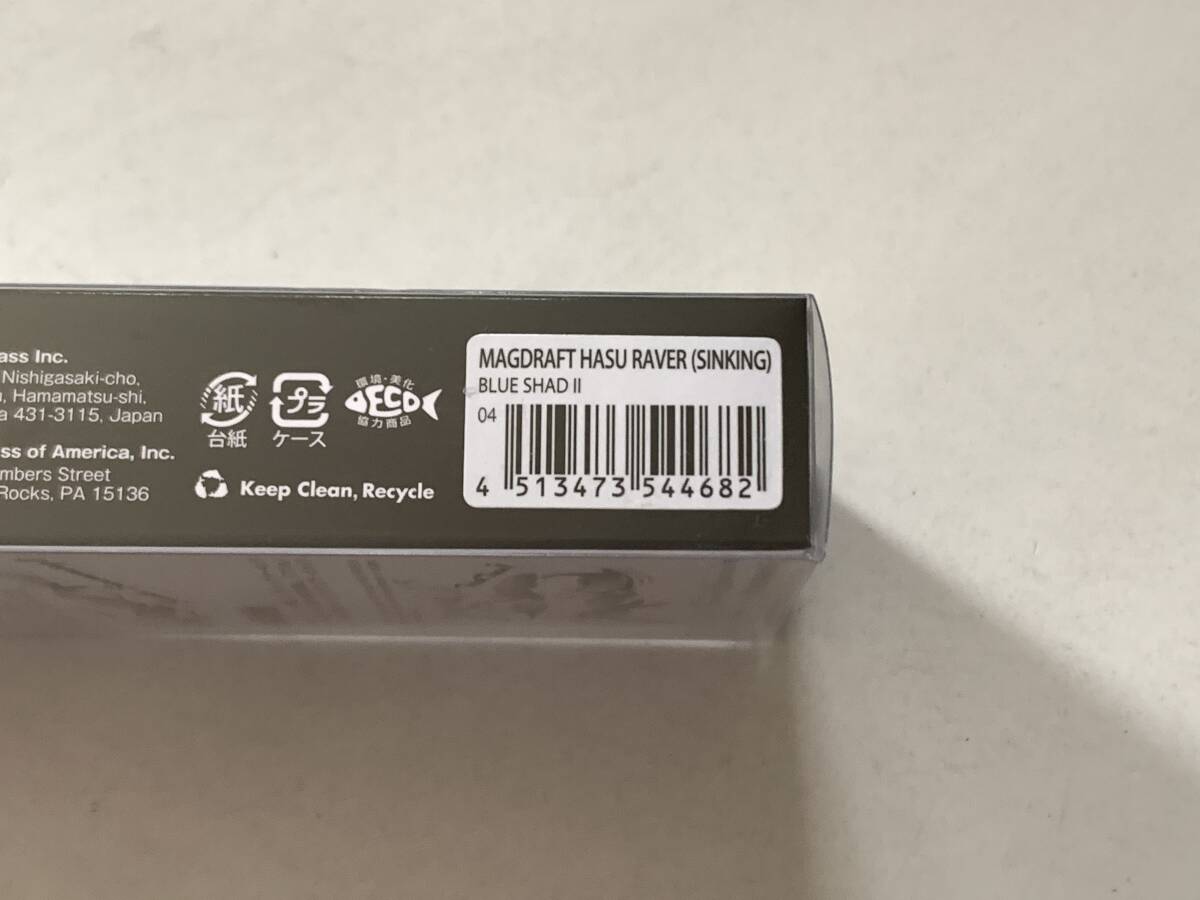 ass Inc.
Nishigasaki-cho,
, Hamamatsu-shi,
a 431-3115, Japan
ss of America, Inc.
mbers Street
Rocks, PA 15136
紙
台紙
プラ
ケース
環境・美化
ECO
協力商品
Keep Clean, Recycle
MAGDRAFT HASU RAVER (SINKING)
BLUE SHAD II
04
4 513473 544682